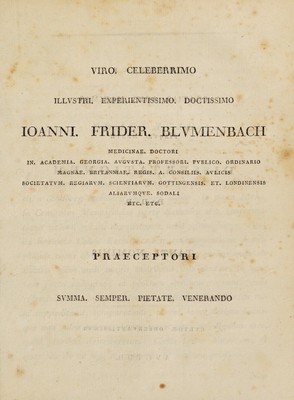 VIRO. CELEBERRIMO
ILLVSTRI. EXPERIENTISSIMO. DOCTISSIMO
IOANNI. FRIDER. BLVMENBACH
MEDICINAE. DOCTORI
IN. ACADEMIA. GEORGIA. AVGVSTA. PROFESSORI. PVBLICO. ORDINARIO
MAGNAE. BRITANNIAE. REGIS. A. CONSILIIS. AVLICIS
SOCIETATVM. REGIARVM. SCIENTIARVM. GOTTINGENSIS. ET. LONDINENSIS
ALIARVMQVE. SODALI
ETC. ETC.
PRAECEPTORI
SVMMA. SEMPER. PIETATE. VENERANDO